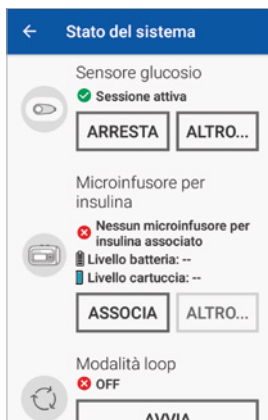 ← Stato del sistema
Sensore glucosio
Sessione attiva
ARRESTA ALTRO...
Microinfusore per
insulina
Nessun microinfusore per
insulina associato
Livello batteria: --
Livello cartuccia: --
ASSOCIA ALTRO...
Modalità loop
OFF
AVVIA